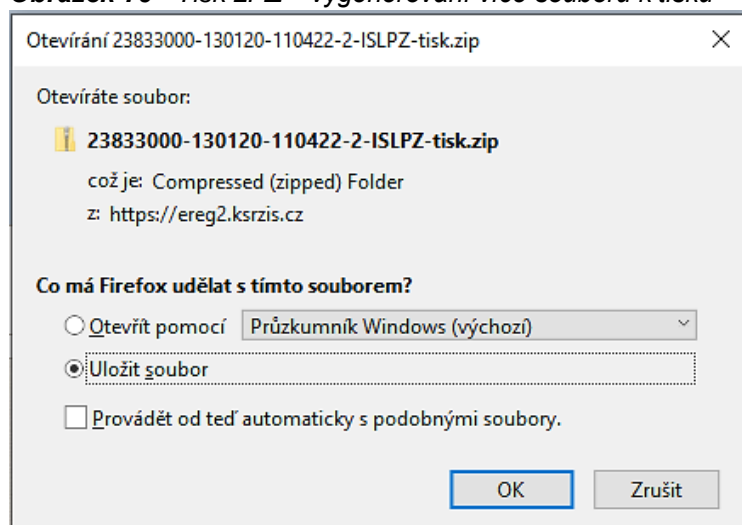 Otevírání 23833000-130120-110422-2-ISLPZ-tisk.zip
Otevíráte soubor:
23833000-130120-110422-2-ISLPZ-tisk.zip
což je: Compressed (zipped) Folder
z: https://ereg2.ksrzis.cz
Co má Firefox udělat s tímto souborem?
Otevřít pomocí Průzkumník Windows (výchozí)
Uložit soubor
Provádět od teď automaticky s podobnými soubory.
OK Zrušit